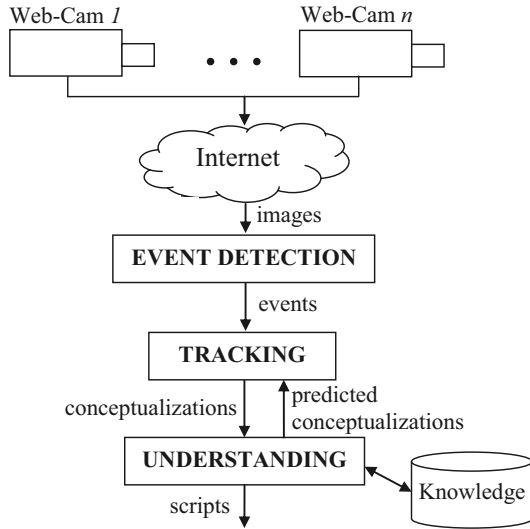 Web-Cam 1
Web-Cam n
Internet
images
EVENT DETECTION
events
TRACKING
conceptualizations
predicted
conceptualizations
UNDERSTANDING
Knowledge
scripts